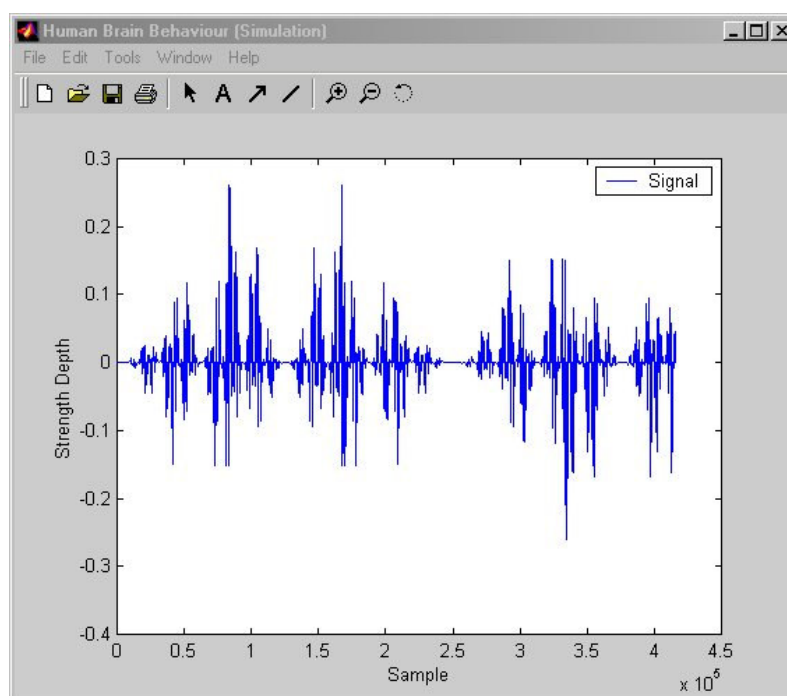 Human Brain Behaviour (Simulation)
File Edit Tools Window Help
A
0.3
Signal
0.2
0.1
0
-0.1
-0.2
-0.3
-0.4
Strength Depth
0 0.5 1 1.5 2 2.5 3 3.5 4 4.5
Sample
x 10^5